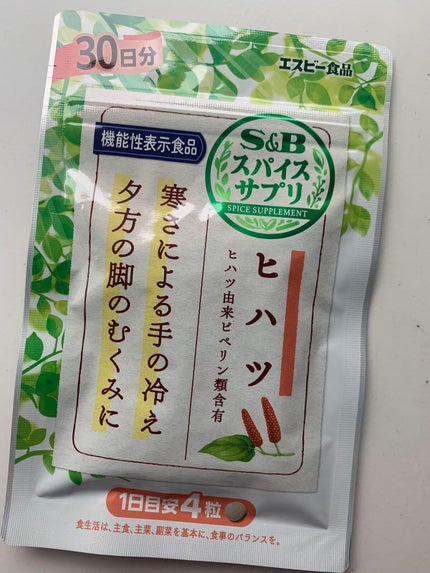 30日分
エスビー食品
機能性表示食品
S&B
スパイス
サプリ
SPICE SUPPLEMENT
ヒハツ
ヒハツ由来ピペリン類含有
寒さによる手の冷え
夕方の脚のむくみに
1日目安4粒
食生活は、主食、主菜、副菜を基本に、食事のバランスを。